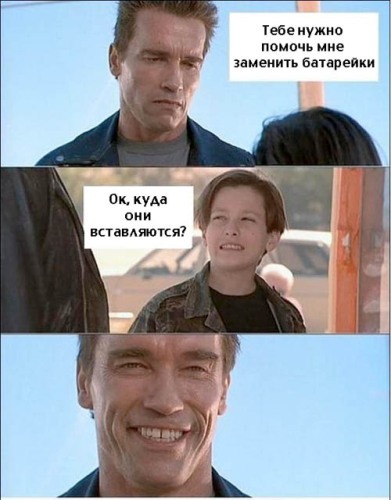 Тебе нужно
помочь мне
заменить батарейки
Ок, куда
они
вставляются?